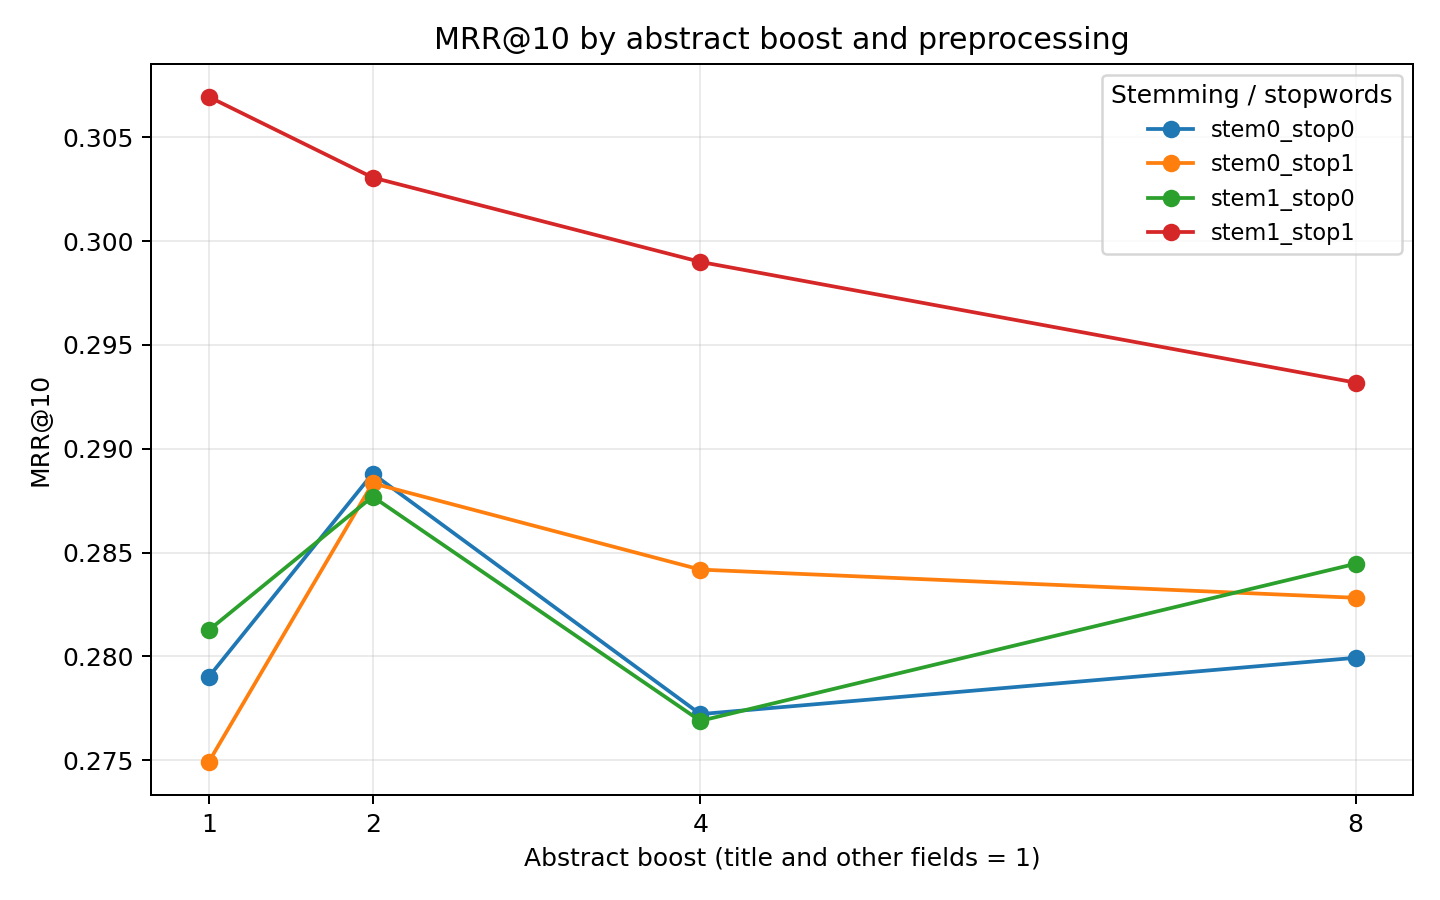 MRR@10 by abstract boost and preprocessing
Stemming / stopwords
stem0_stop0
stem0_stop1
stem1_stop0
stem1_stop1
MRR@10
0.305
0.300
0.295
0.290
0.285
0.280
0.275
1 2 4 8
Abstract boost (title and other fields = 1)